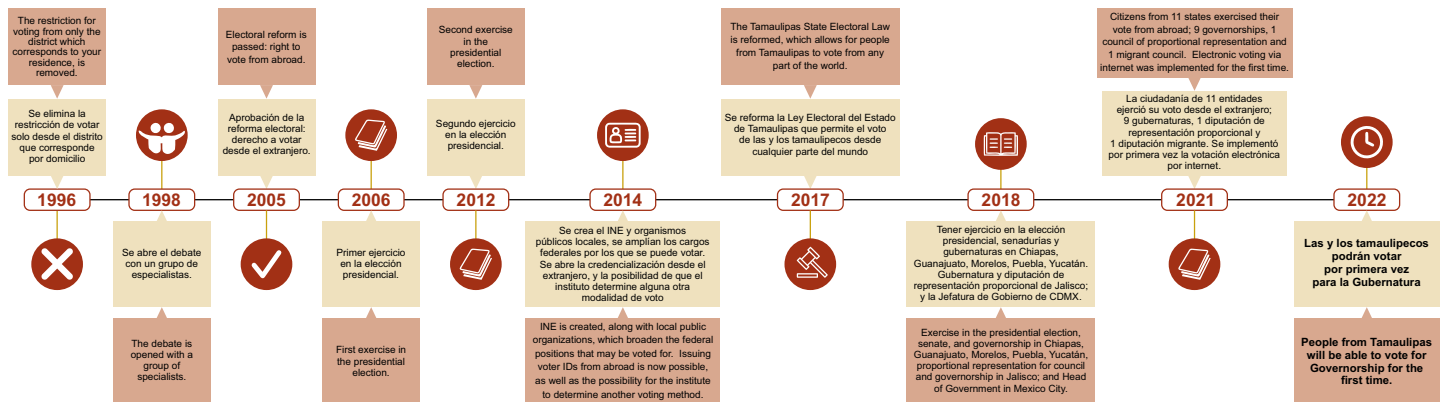 The restriction for
voting from only the
district which
corresponds to your
residence, is
removed.
Se elimina la
restricción de votar
solo desde el distrito
que corresponde
por domicilio
1996
1998
Se abre el debate
con un grupo de
especialistas.
The debate is
opened with a
group of
specialists.
Electoral reform is
passed: right to
vote from abroad.
Aprobación de la
reforma electoral:
derecho a votar
desde el extranjero.
2005
2006
Primer ejercicio
en la elección
presidencial.
First exercise in
the presidential
election.
Second exercise
in the
presidential
election.
Segundo ejercicio
en la elección
presidencial.
2012
2014
Se crea el INE y organismos
públicos locales, se amplían los cargos
federales por los que se puede votar.
Se abre la credencialización desde el
extranjero, y la posibilidad de que el
instituto determine alguna otra
modalidad de voto
INE is created, along with local public
organizations, which broaden the federal
positions that may be voted for. Issuing
voter IDs from abroad is now possible,
as well as the possibility for the institute
to determine another voting method.
The Tamaulipas State Electoral Law
is reformed, which allows for people
from Tamaulipas to vote from any
part of the world.
Se reforma la Ley Electoral del Estado
de Tamaulipas que permite el voto
de las y los tamaulipecos desde
cualquier parte del mundo
2017
2018
Tener ejercicio en la elección
presidencial, senadurías y
gubernaturas en Chiapas,
Guanajuato, Morelos, Puebla, Yucatán.
Gubernatura y diputación de
representación proporcional de Jalisco;
y la Jefatura de Gobierno de CDMX.
Exercise in the presidential election,
senate, and governorship in Chiapas,
Guanajuato, Morelos, Puebla, Yucatán,
proportional representation for council
and governorship in Jalisco; and Head
of Government in Mexico City.
Citizens from 11 states exercised their
vote from abroad; 9 governorships, 1
council of proportional representation and
1 migrant council. Electronic voting via
internet was implemented for the first time.
La ciudadanía de 11 entidades
ejerció su voto desde el extranjero;
9 gubernaturas, 1 diputación de
representación proporcional y
1 diputación migrante. Se implementó
por primera vez la votación electrónica
por internet.
2021
2022
Las y los tamaulipecos
podrán votar
por primera vez
para la Gubernatura
People from Tamaulipas
will be able to vote for
Governorship for the
first time.